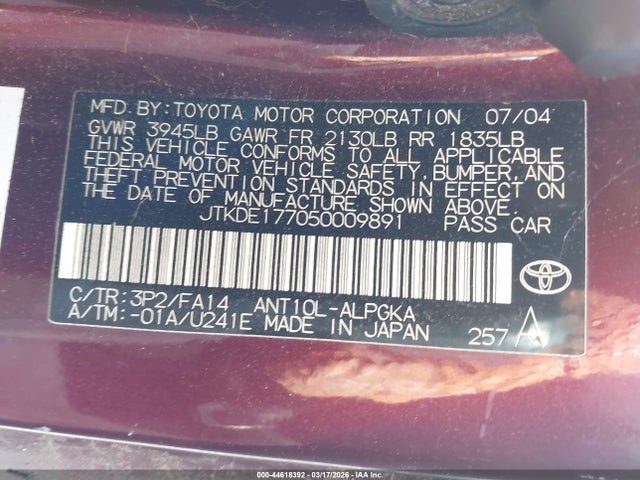 MFD. BY: TOYOTA MOTOR CORPORATION 07/04
GVWR 3945LB GAWR FR 2130LB RR 1835LB
THIS VEHICLE CONFORMS TO ALL APPLICABLE
FEDERAL MOTOR VEHICLE SAFETY, BUMPER, AND
THEFT PREVENTION STANDARDS IN EFFECT ON
THE DATE OF MANUFACTURE SHOWN ABOVE.
JTKDE177050009891 PASS CAR
C/TR: 3P2/FA14 ANT10L-ALPGKA
A/TM: -01A/U241E MADE IN JAPAN 257 A
000-44618392 - 03/17/2026 - IAAI.COM